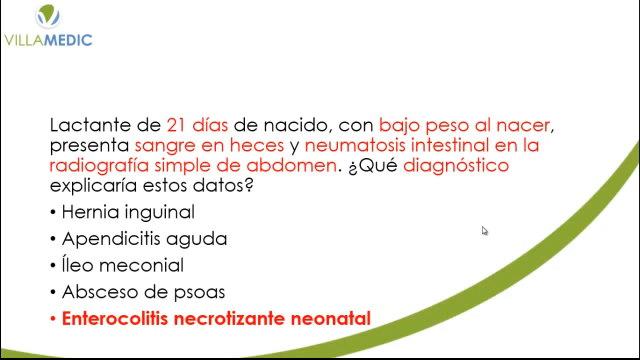 VILLAMEDIC
Lactante de 21 días de nacido, con bajo peso al nacer,
presenta sangre en heces y neumatosis intestinal en la
radiografía simple de abdomen. ¿Qué diagnóstico
explicaría estos datos?
• Hernia inguinal
• Apendicitis aguda
• Íleo meconial
• Absceso de psoas
• Enterocolitis necrotizante neonatal